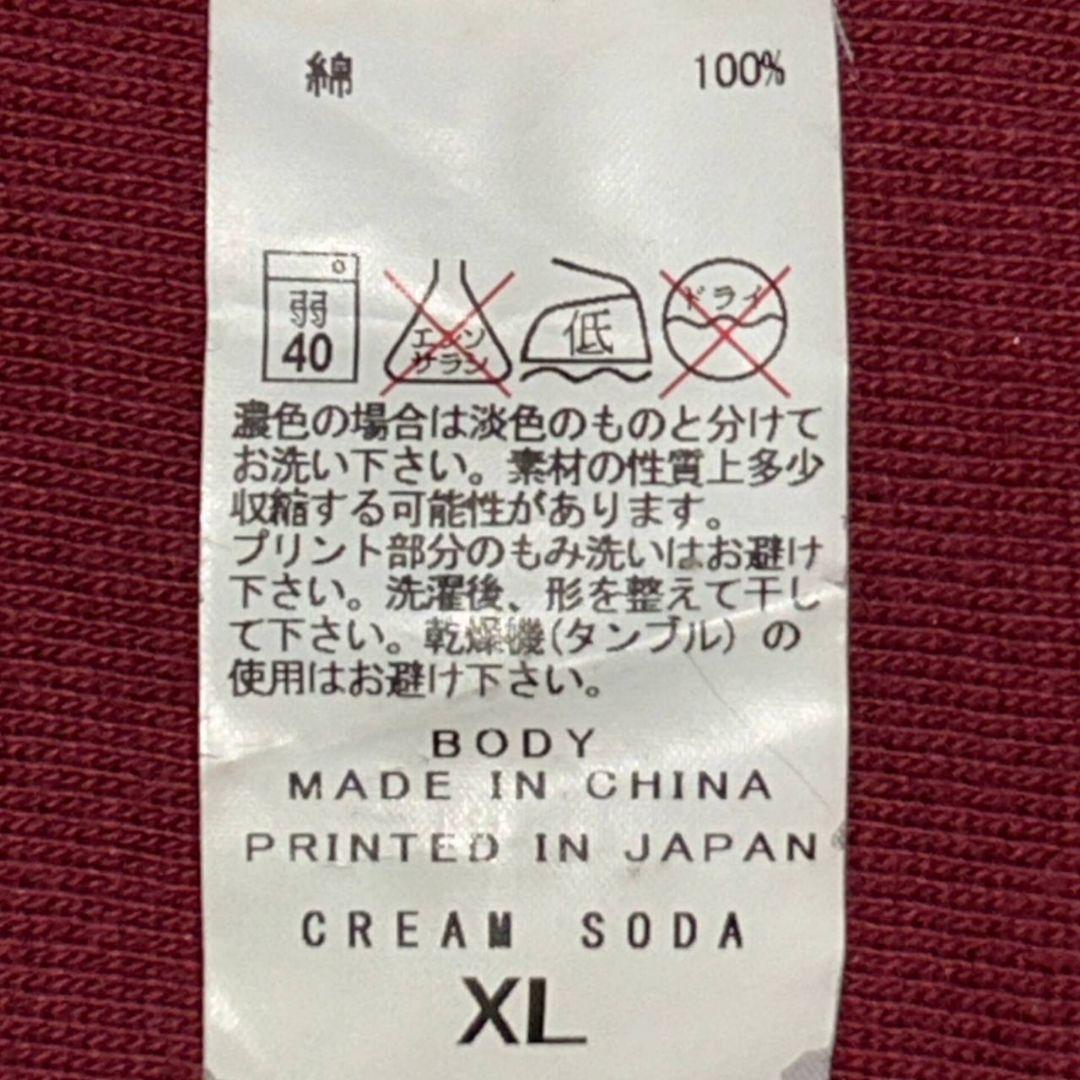 綿 100%
弱
40
エンソ
サラシ
低
ドライ
濃色の場合は淡色のものと分けて
お洗い下さい。素材の性質上多少
収縮する可能性があります。
プリント部分のもみ洗いはお避け
下さい。洗濯後、形を整えて干し
て下さい。乾燥機(タンブル)の
使用はお避け下さい。
BODY
MADE IN CHINA
PRINTED IN JAPAN
CREAM SODA
XL